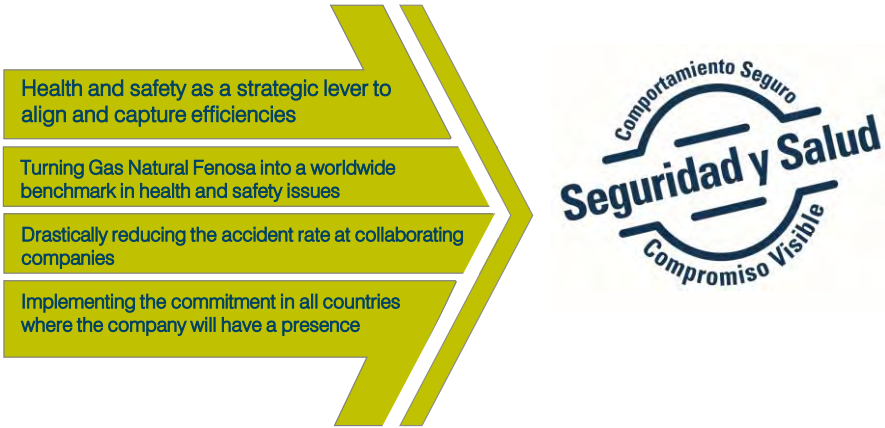 Health and safety as a strategic lever to
align and capture efficiencies
Turning Gas Natural Fenosa into a worldwide
benchmark in health and safety issues
Drastically reducing the accident rate at collaborating
companies
Implementing the commitment in all countries
where the company will have a presence
Comportamiento Seguro
Seguridad y Salud
Compromiso Visible